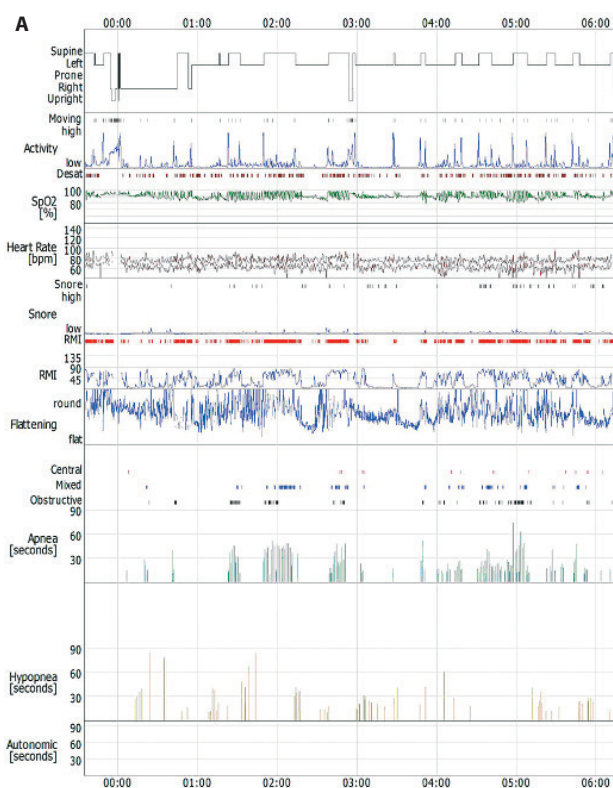 A
00:00 01:00 02:00 03:00 04:00 05:00 06:00
Supine
Left
Prone
Right
Upright
Moving
high
Activity
low
Desat
100
SpO2 80
[%]
140
120
Heart Rate 100
[bpm] 80
60
Snore
high
Snore
low
RMI
135
RMI 90
45
round
Flattening
flat
Central
Mixed
Obstructive
90
Apnea 60
[seconds]
30
90
60
Hypopnea 30
[seconds]
90
Autonomic 60
[seconds] 30
00:00 01:00 02:00 03:00 04:00 05:00 06:00